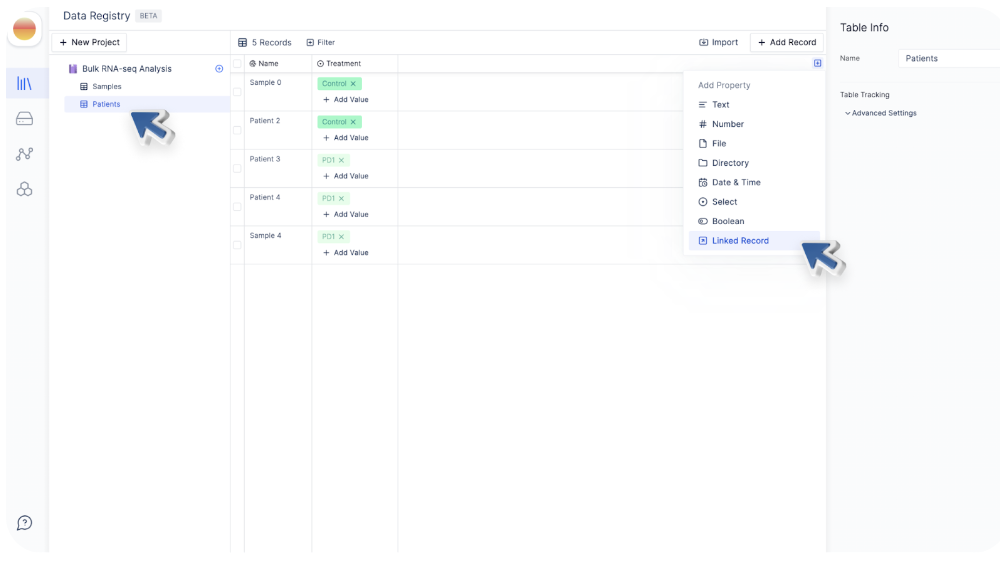 Data Registry BETA
+ New Project
5 Records Filter Import + Add Record
Bulk RNA-seq Analysis
Samples
Patients
Name Treatment
Sample 0 Control ×
+ Add Value
Patient 2 Control ×
+ Add Value
Patient 3 PD1 ×
+ Add Value
Patient 4 PD1 ×
+ Add Value
Sample 4 PD1 ×
+ Add Value
Add Property
Text
# Number
File
Directory
Date & Time
Select
Boolean
Linked Record
Table Info
Name Patients
Table Tracking
Advanced Settings